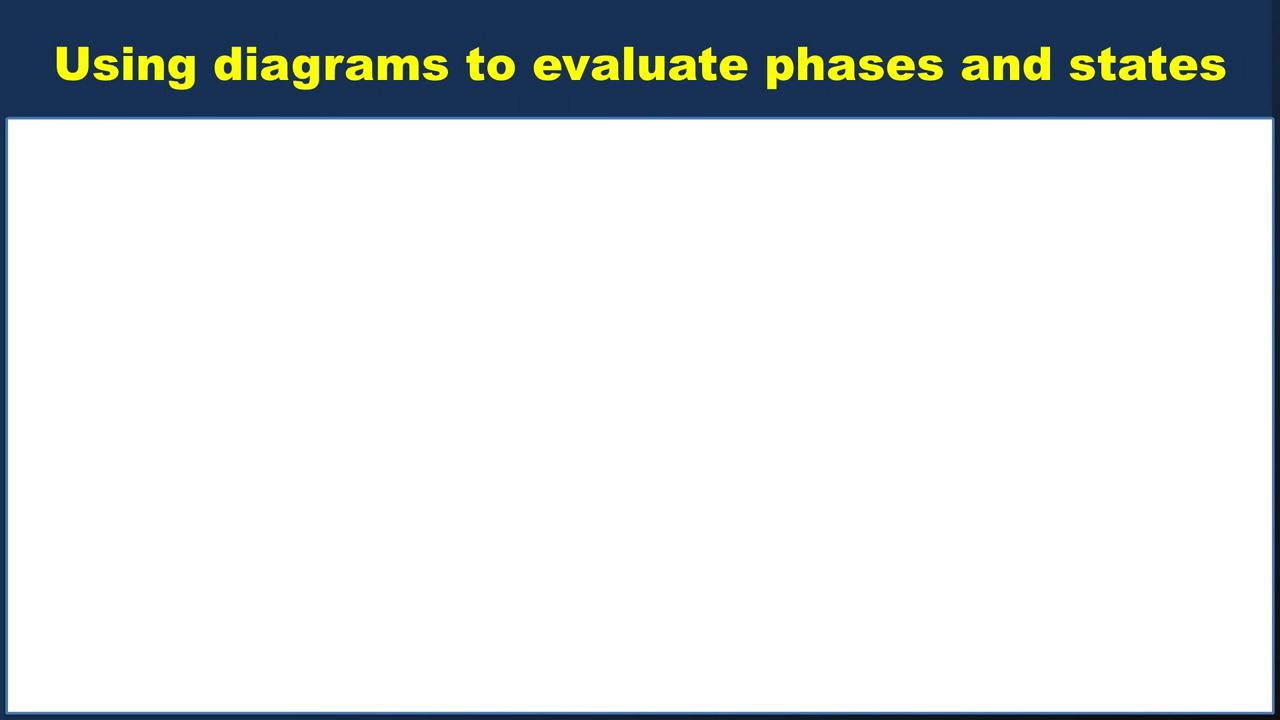 Using diagrams to evaluate phases and states